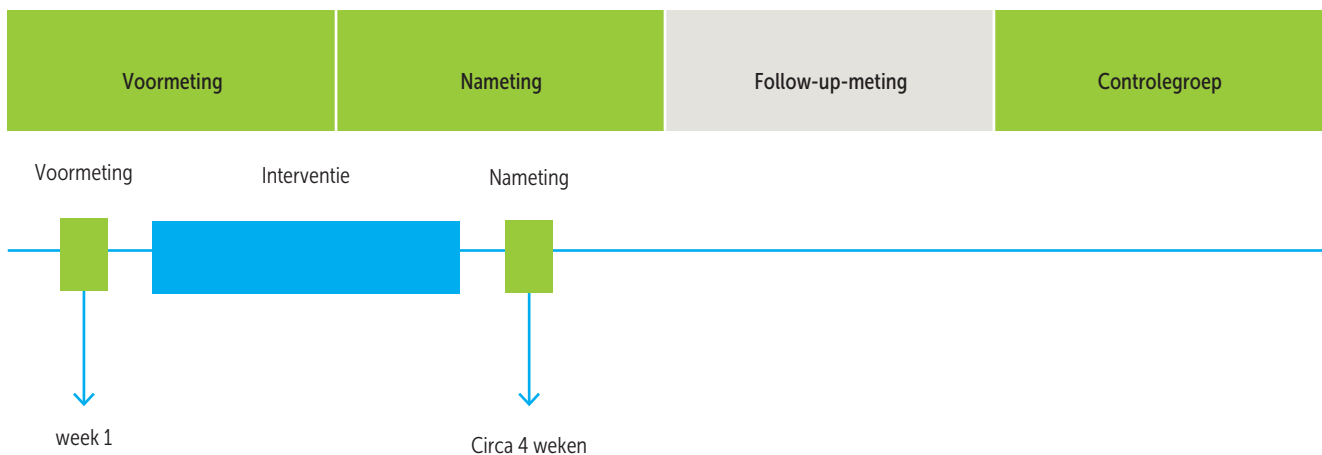 Voormeting
Nameting
Follow-up-meting
Controlegroep
Voormeting
Interventie
Nameting
week 1
Circa 4 weken